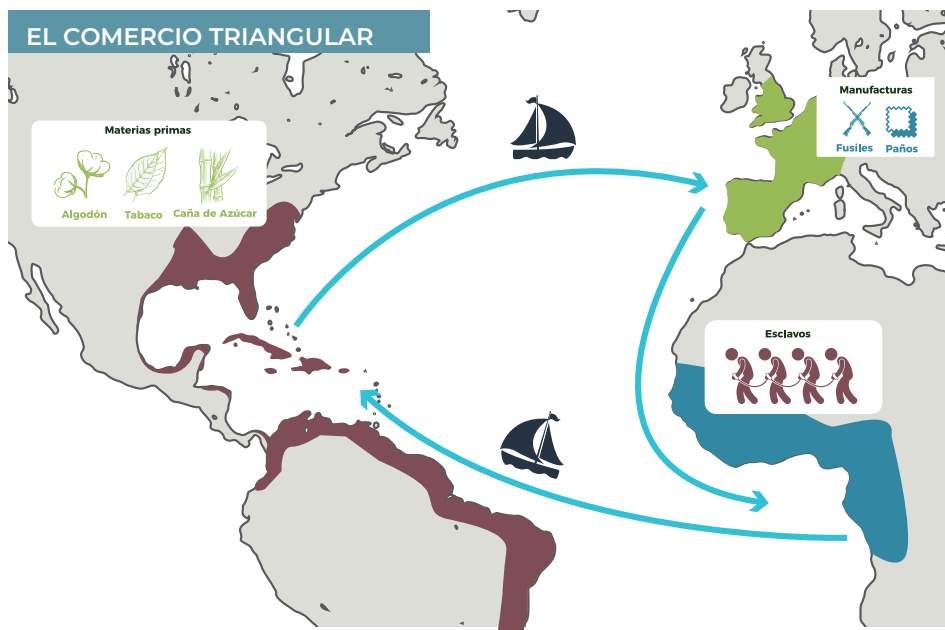 EL COMERCIO TRIANGULAR
Materias primas
Algodón
Tabaco
Caña de Azúcar
Manufacturas
Fusiles
Paños
Esclavos